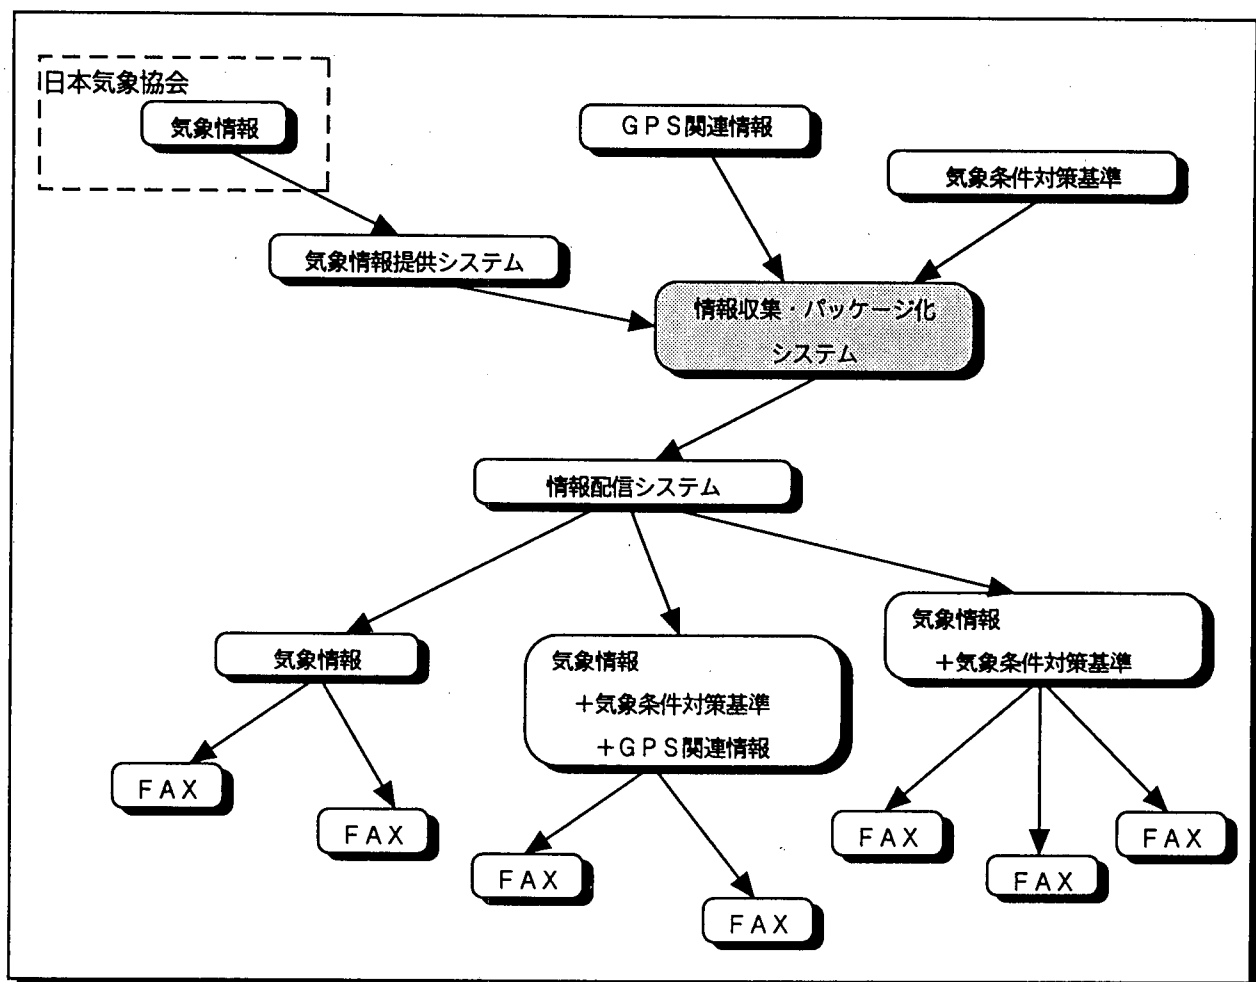 日本気象協会
気象情報
ＧＰＳ関連情報
気象条件対策基準
気象情報提供システム
情報収集・パッケージ化
システム
情報配信システム
気象情報
気象情報
＋気象条件対策基準
＋ＧＰＳ関連情報
気象情報
＋気象条件対策基準
ＦＡＸ
ＦＡＸ
ＦＡＸ
ＦＡＸ
ＦＡＸ
ＦＡＸ
ＦＡＸ